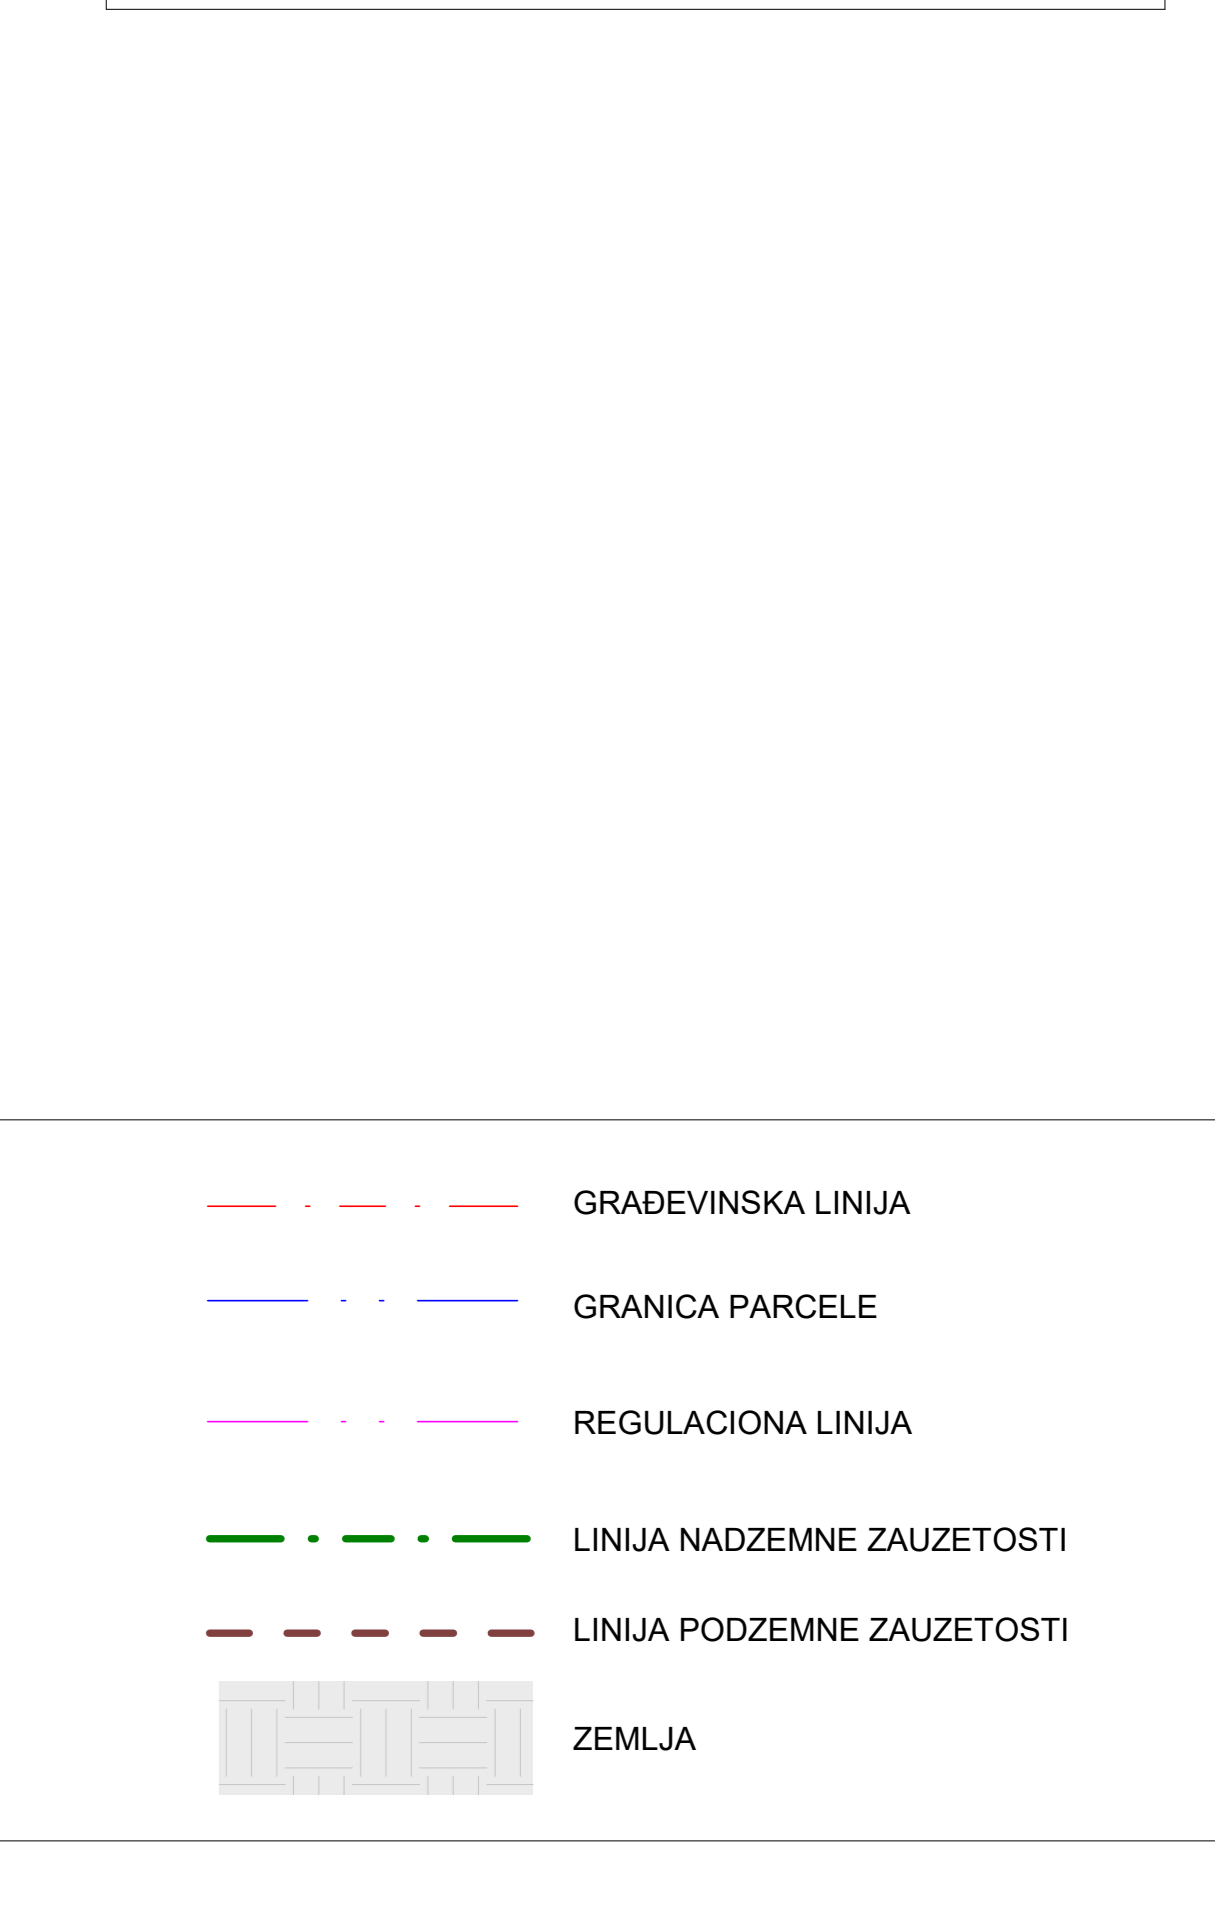 GRAĐEVINSKA LINIJA
GRANICA PARCELE
REGULACIONA LINIJA
LINIJA NADZEMNE ZAUZETOSTI
LINIJA PODZEMNE ZAUZETOSTI
ZEMLJA